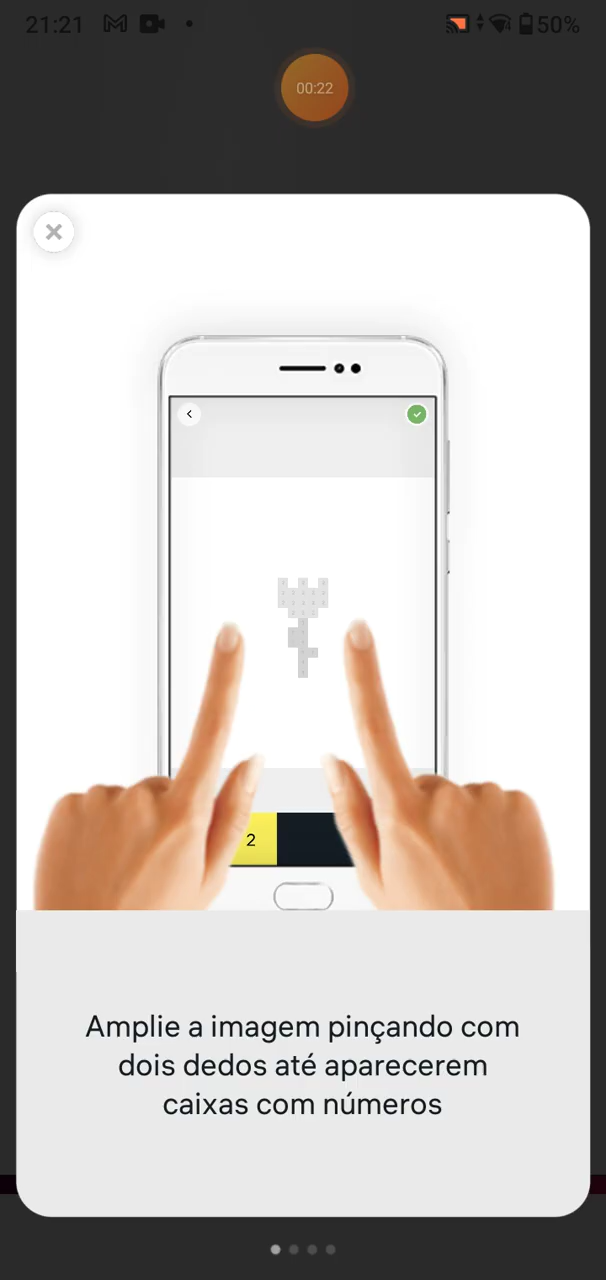 21:21
50%
00:22
2
Amplie a imagem pinçando com
dois dedos até aparecerem
caixas com números